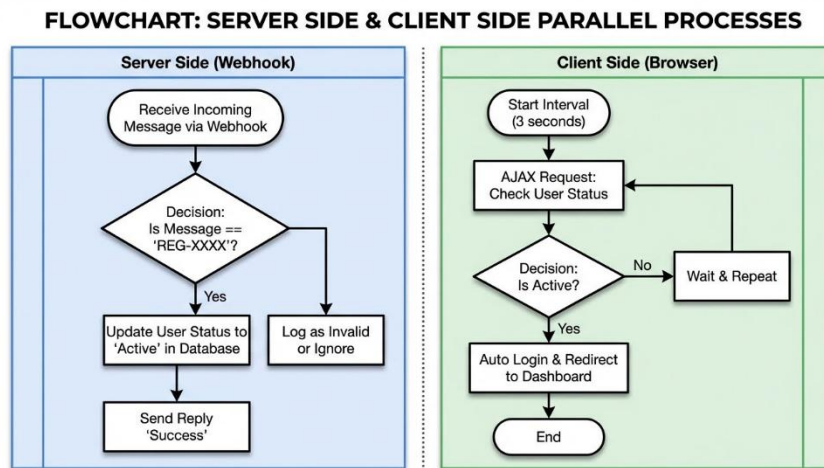 FLOWCHART: SERVER SIDE & CLIENT SIDE PARALLEL PROCESSES
Server Side (Webhook)
Receive Incoming
Message via Webhook
Decision:
Is Message ==
'REG-XXXX'?
Yes
Update User Status to
'Active' in Database
Log as Invalid
or Ignore
Send Reply
'Success'
Client Side (Browser)
Start Interval
(3 seconds)
AJAX Request:
Check User Status
Decision:
Is Active?
No
Wait & Repeat
Yes
Auto Login & Redirect
to Dashboard
End